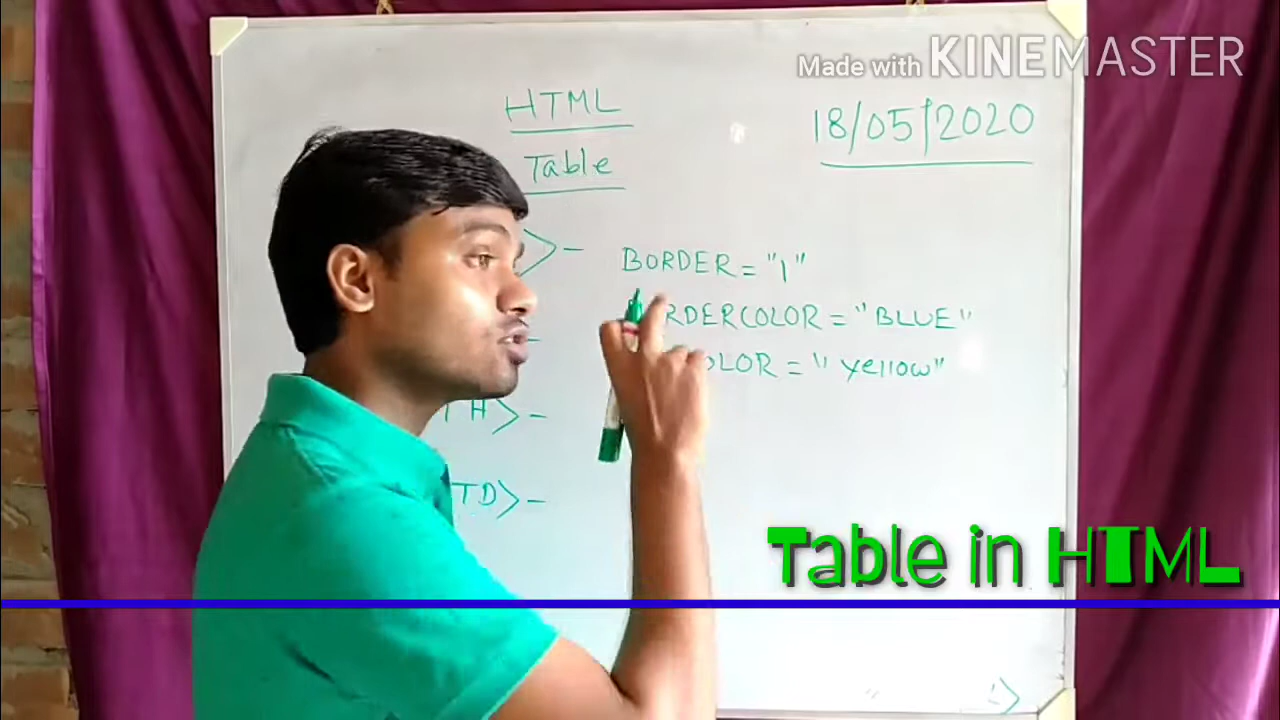 Made with KINEMASTER
HTML
18/05/2020
Table
>- BORDER = "1"
RDERCOLOR = "BLUE"
OLOR = "Yellow"
H>-
TD>-
Table in HTML